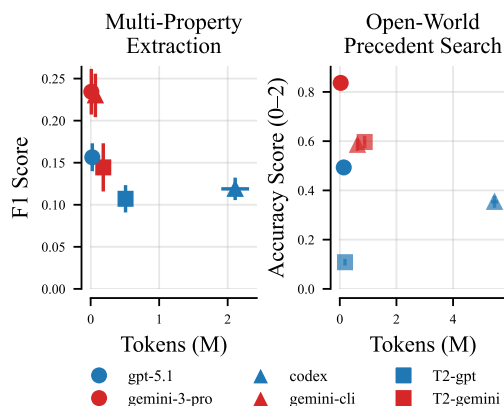 Multi-Property
Extraction
Open-World
Precedent Search
F1 Score
0.25
0.20
0.15
0.10
0.05
0.00
0
2
Tokens (M)
Accuracy Score (0–2)
0.8
0.6
0.4
0.2
0.0
0
2
4
Tokens (M)
gpt-5.1
codex
T2-gpt
gemini-3-pro
gemini-cli
T2-gemini